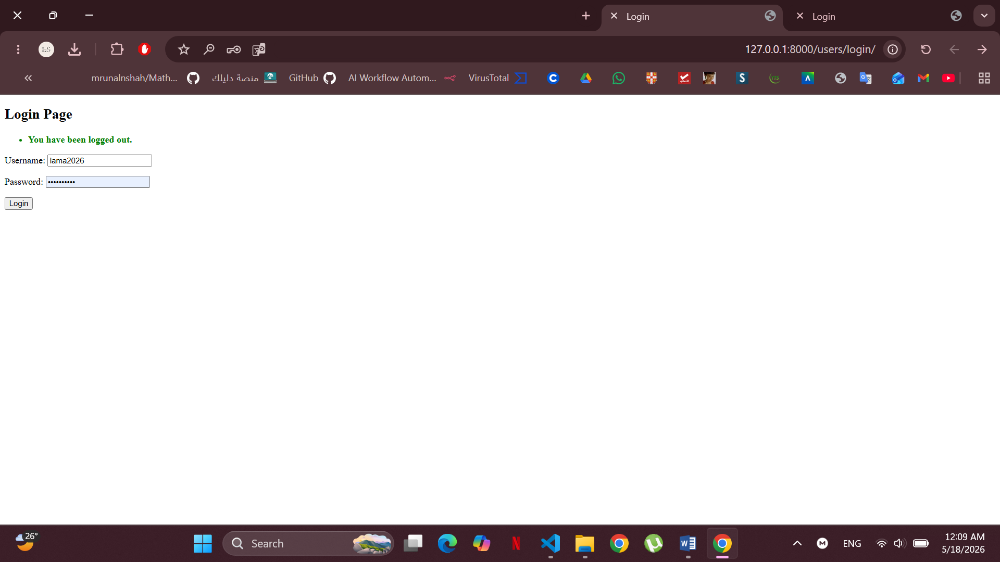 Login
Login
LS
127.0.0.1:8000/users/login/
mrunalnshah/Math...
منصة دليلك
GitHub
AI Workflow Autom...
VirusTotal
Login Page
You have been logged out.
Username: lama2026
Password: ••••••••••
Login
26°
Search
ENG
12:09 AM
5/18/2026